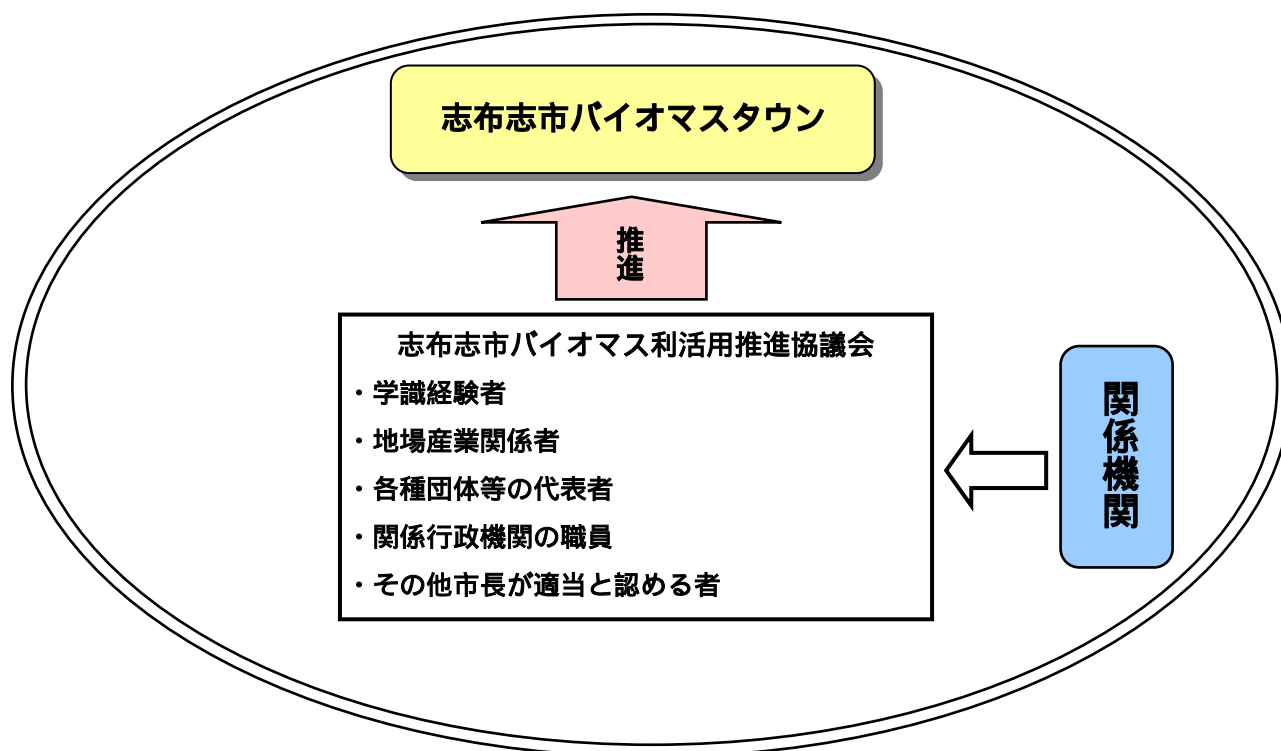 志布志市バイオマスタウン
推進
志布志市バイオマス利活用推進協議会
・学識経験者
・地場産業関係者
・各種団体等の代表者
・関係行政機関の職員
・その他市長が適当と認める者
関係機関